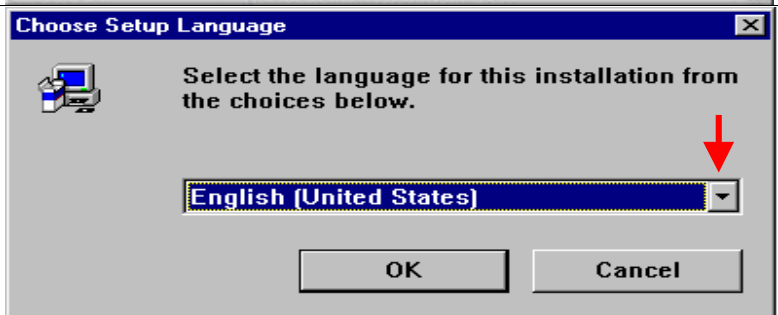 Choose Setup Language
Select the language for this installation from
the choices below.
English (United States)
OK
Cancel